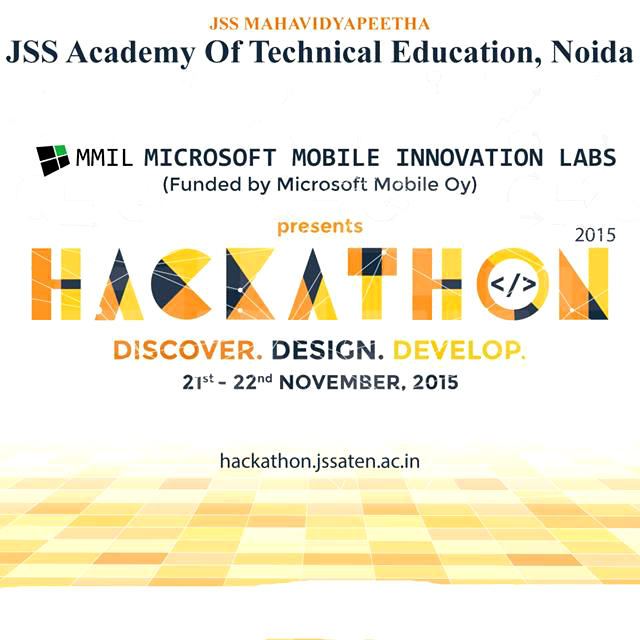 JSS MAHAVIDYAPEETHA
JSS Academy Of Technical Education, Noida
MMIL MICROSOFT MOBILE INNOVATION LABS
(Funded by Microsoft Mobile Oy)
presents
2015
HACKATHON
</>
DISCOVER. DESIGN. DEVELOP.
21st - 22nd NOVEMBER, 2015
hackathon.jssaten.ac.in